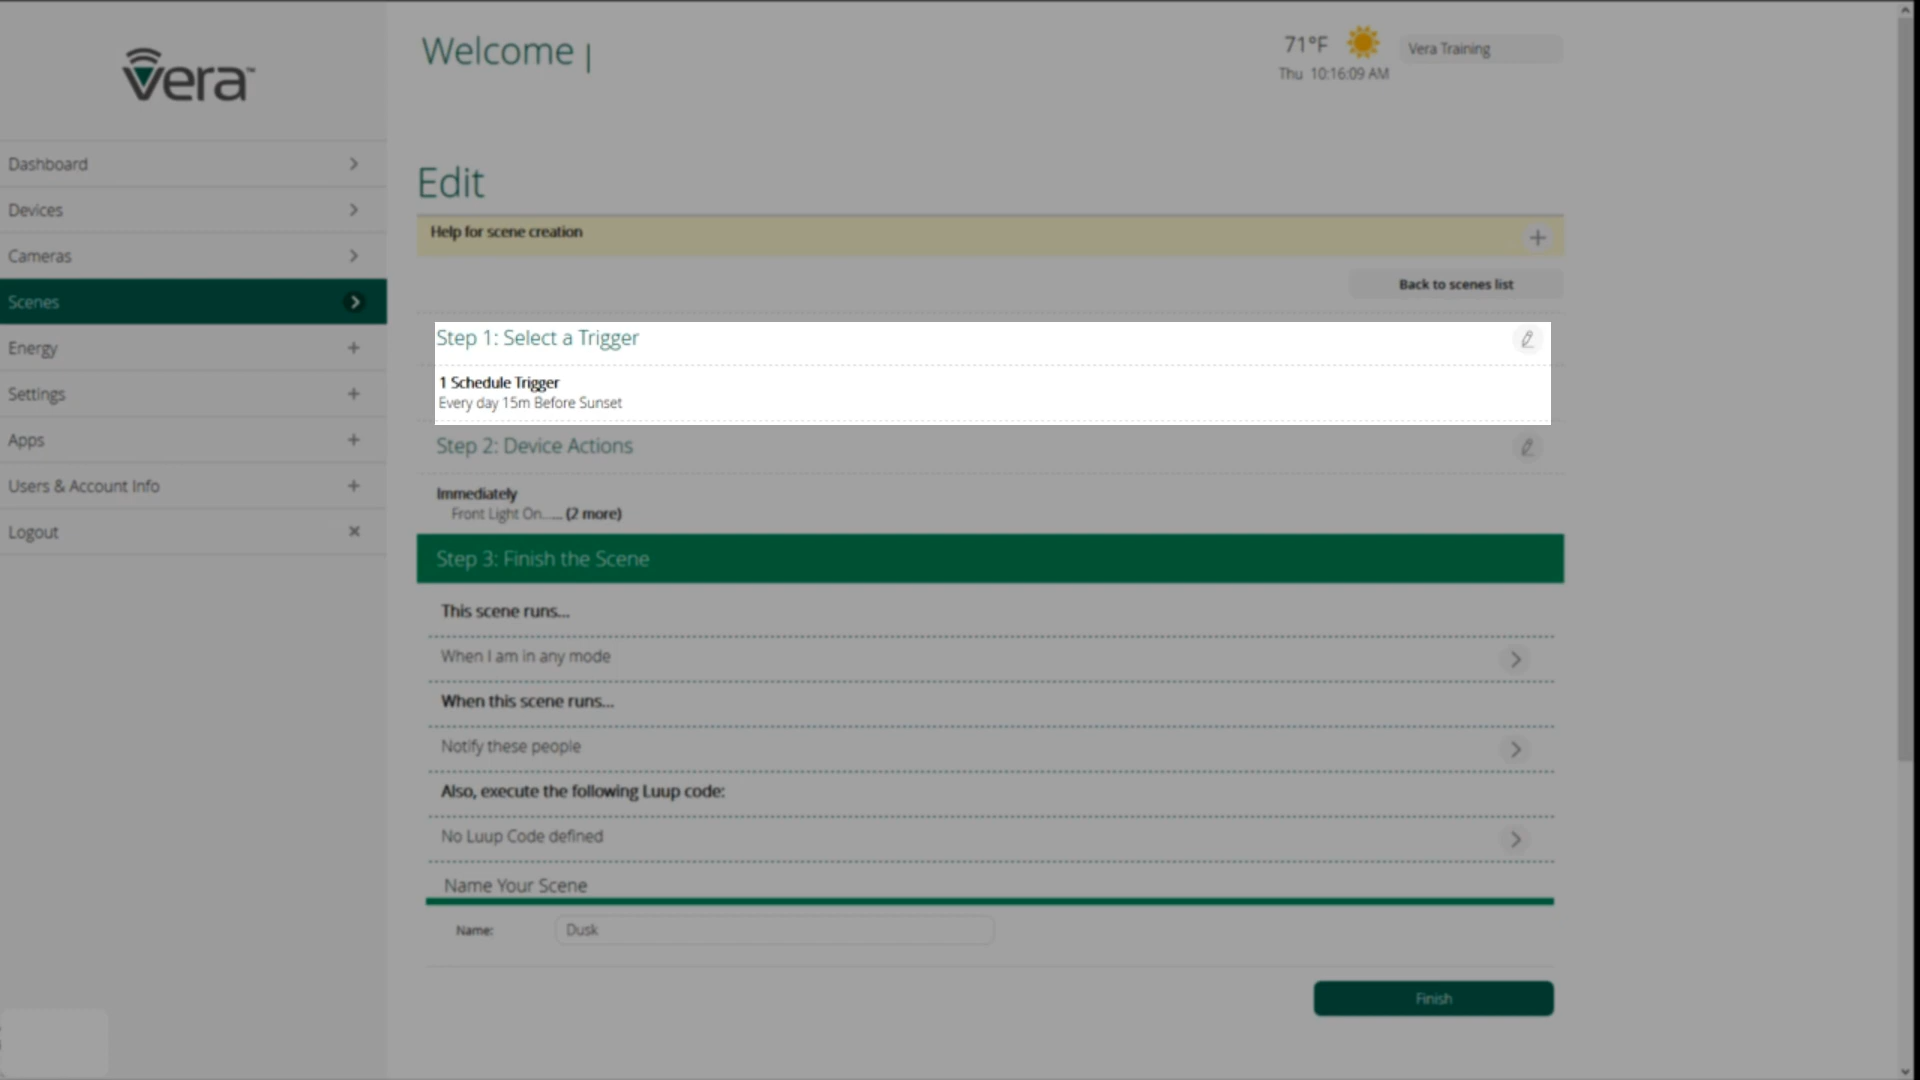 vera™
Dashboard
Devices
Cameras
Scenes
Energy
Settings
Apps
Users & Account Info
Logout
Welcome |
71°F
Thu 10:16:09 AM
Vera Training
Edit
Help for scene creation
Back to scenes list
Step 1: Select a Trigger
1 Schedule Trigger
Every day 15m Before Sunset
Step 2: Device Actions
Immediately
Front Light On..... (2 more)
Step 3: Finish the Scene
This scene runs...
When I am in any mode
When this scene runs...
Notify these people
Also, execute the following Luup code:
No Luup Code defined
Name Your Scene
Name: Dusk
Finish